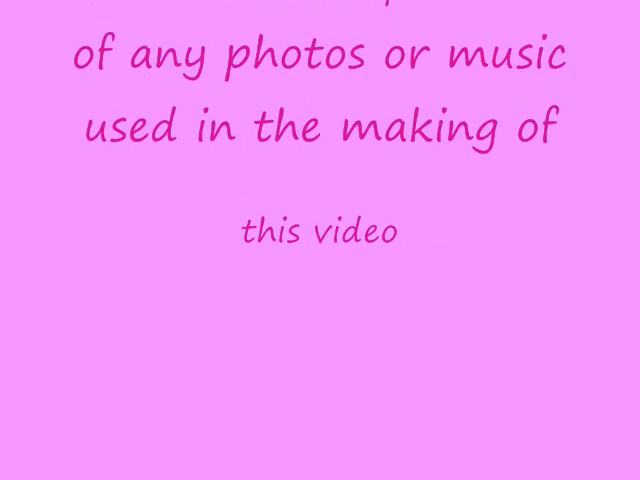 of any photos or music
used in the making of
this video